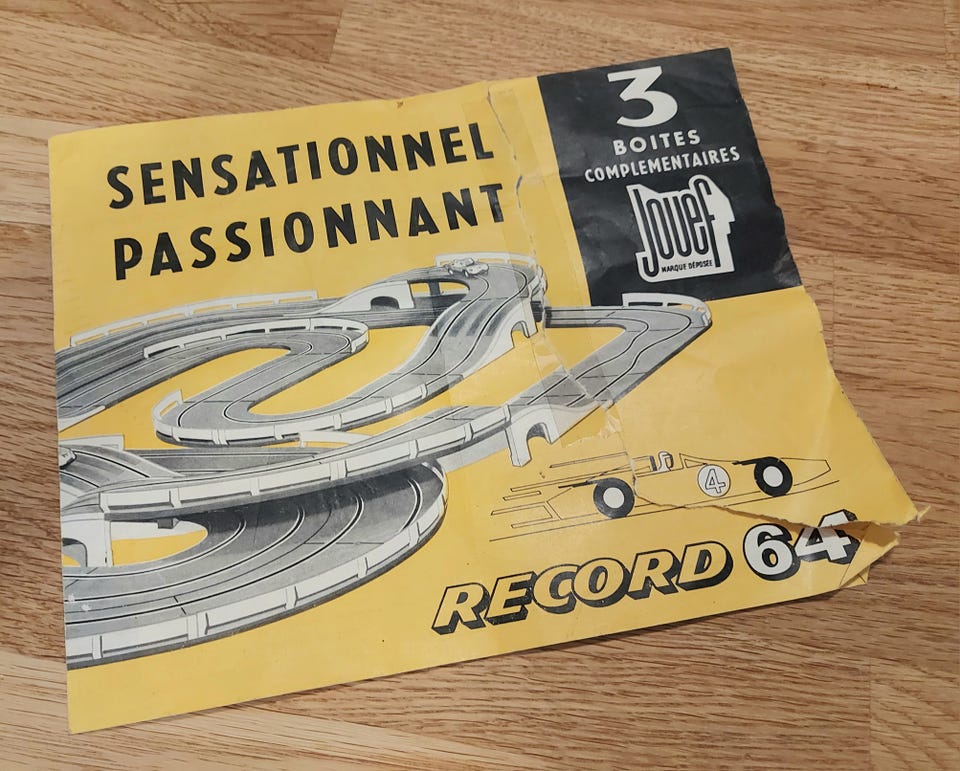 SENSATIONNEL
PASSIONNANT
3
BOITES
COMPLEMENTAIRES
Jouef
MARQUE DÉPOSÉE
4
RECORD 64